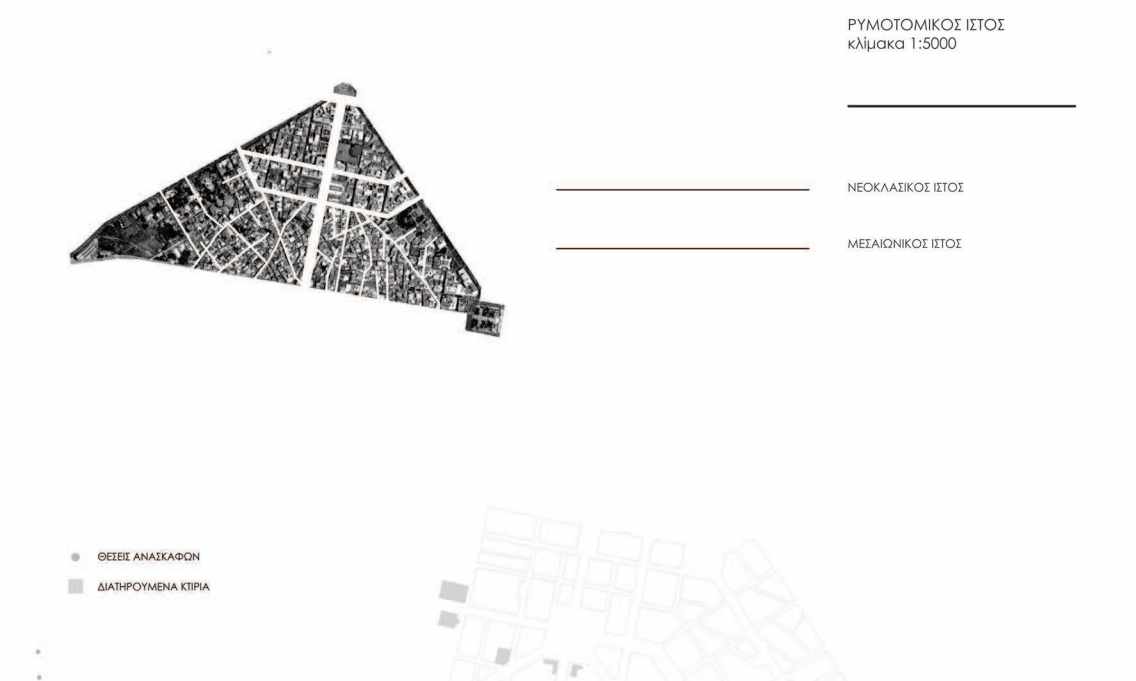 ΡΥΜΟΤΟΜΙΚΟΣ ΙΣΤΟΣ
κλίμακα 1:5000
ΝΕΟΚΛΑΣΙΚΟΣ ΙΣΤΟΣ
ΜΕΣΑΙΩΝΙΚΟΣ ΙΣΤΟΣ
ΘΕΣΕΙΣ ΑΝΑΣΚΑΦΩΝ
ΔΙΑΤΗΡΟΥΜΕΝΑ ΚΤΙΡΙΑ